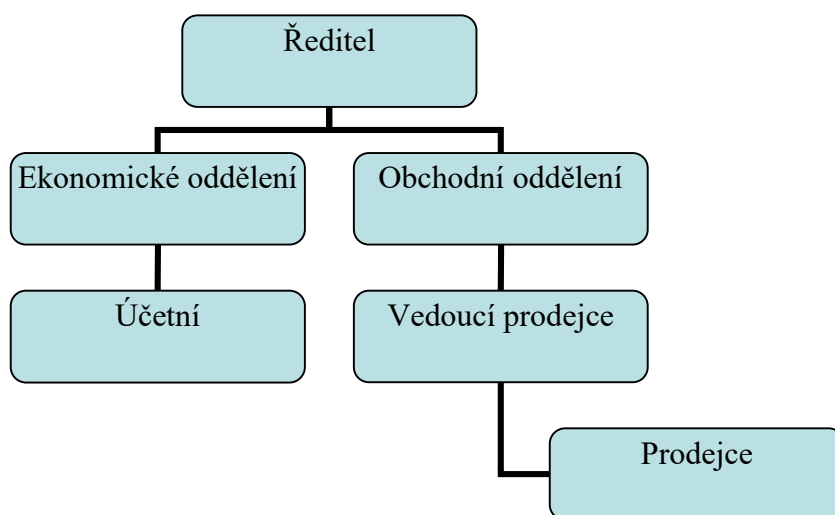 Ředitel
Ekonomické oddělení
Obchodní oddělení
Účetní
Vedoucí prodejce
Prodejce